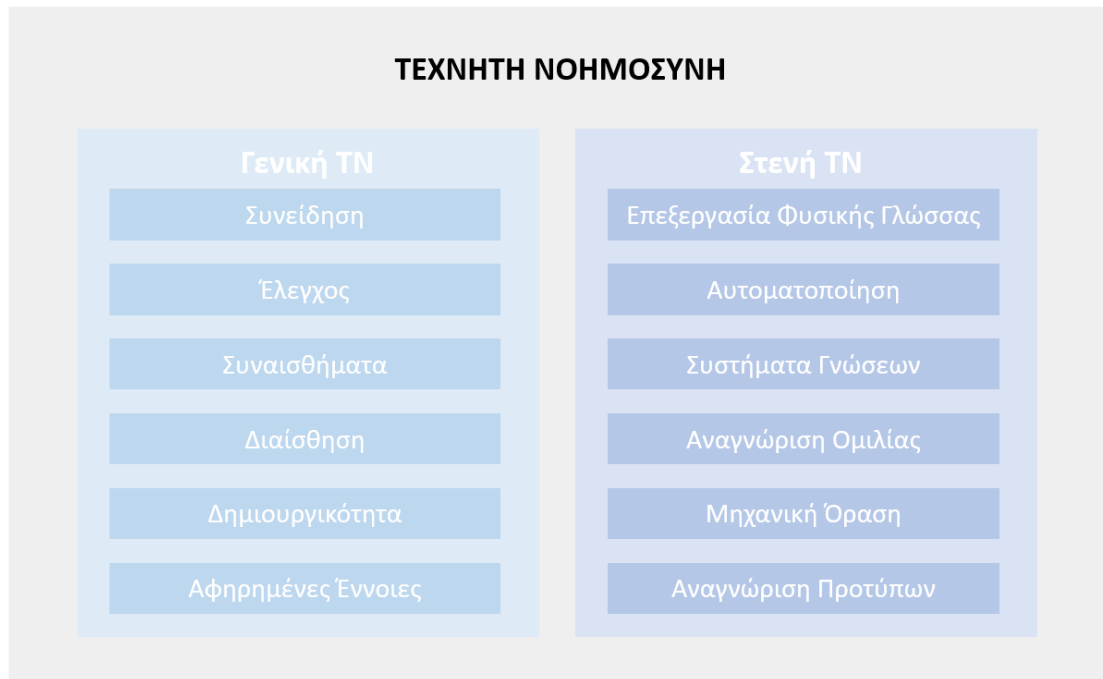 ΤΕΧΝΗΤΗ ΝΟΗΜΟΣΥΝΗ
Γενική ΤΝ
Συνείδηση
Έλεγχος
Συναισθήματα
Διαίσθηση
Δημιουργικότητα
Αφηρημένες Έννοιες
Στενή ΤΝ
Επεξεργασία Φυσικής Γλώσσας
Αυτοματοποίηση
Συστήματα Γνώσεων
Αναγνώριση Ομιλίας
Μηχανική Όραση
Αναγνώριση Προτύπων